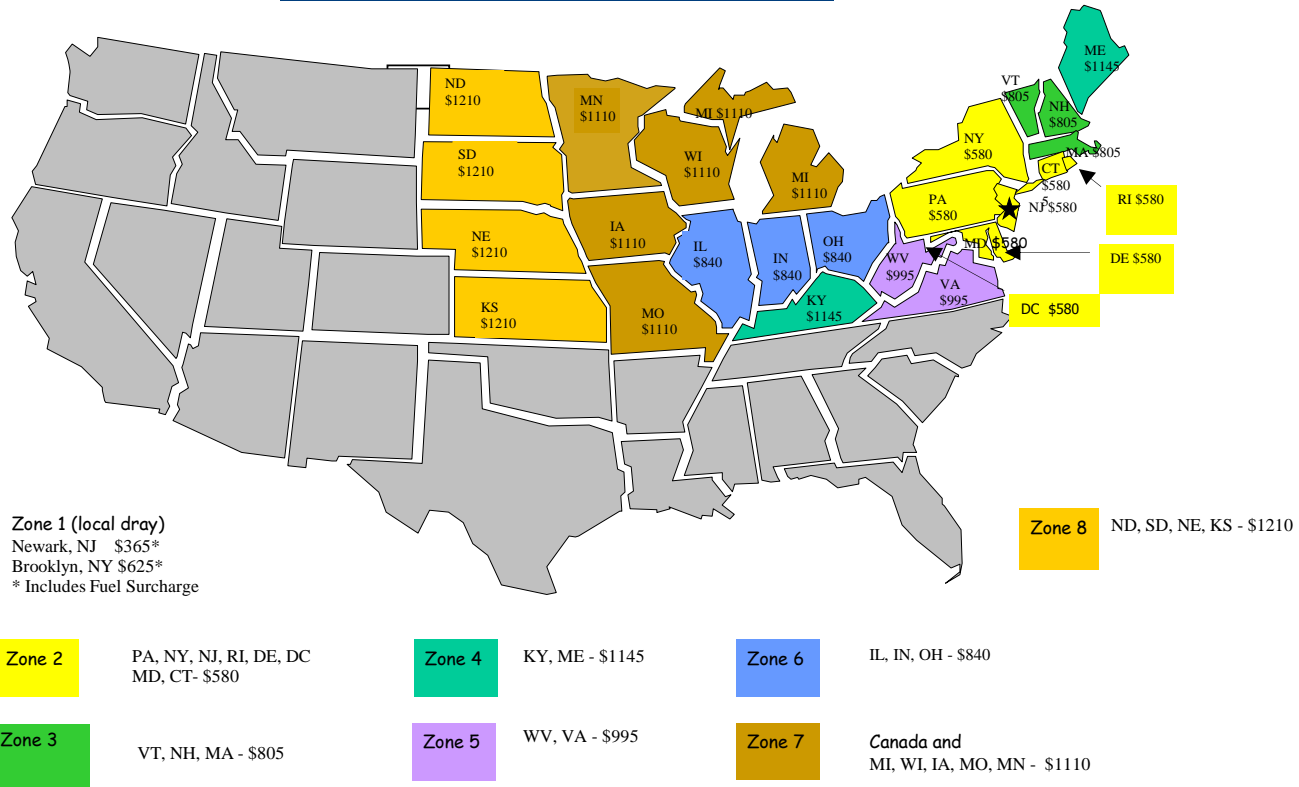 ME
$1145
VT
$805
NH
$805
MA $805
ND
$1210
MN
$1110
MI $1110
NY
$580
SD
$1210
WI
$1110
MI
$1110
CT
$580
5
RI $580
PA
$580
NJ $580
NE
$1210
IA
$1110
IL
$840
IN
$840
OH
$840
WV
$995
MD $580
DE $580
VA
$995
DC $580
KS
$1210
MO
$1110
KY
$1145
Zone 1 (local dray)
Newark, NJ $365*
Brooklyn, NY $625*
* Includes Fuel Surcharge
Zone 8
ND, SD, NE, KS - $1210
Zone 2
PA, NY, NJ, RI, DE, DC
MD, CT- $580
Zone 4
KY, ME - $1145
Zone 6
IL, IN, OH - $840
Zone 3
VT, NH, MA - $805
Zone 5
WV, VA - $995
Zone 7
Canada and
MI, WI, IA, MO, MN - $1110